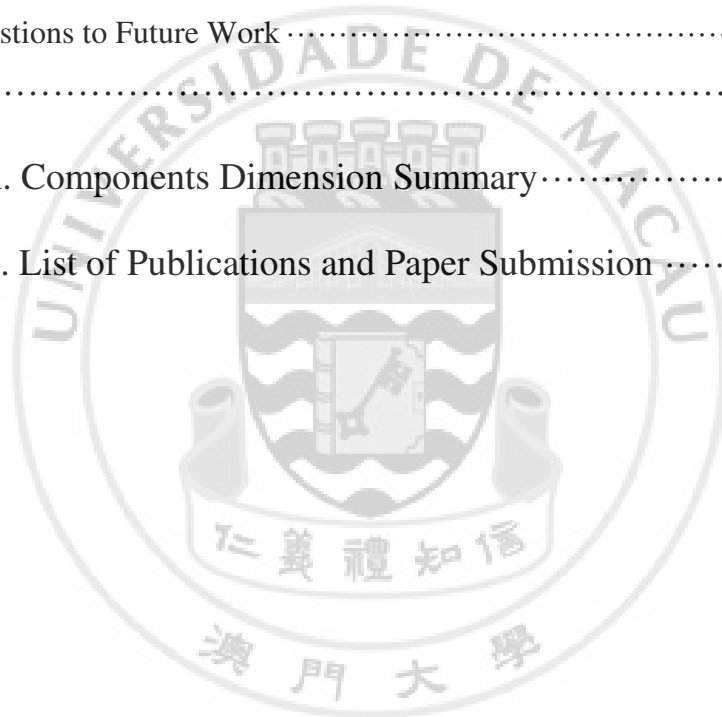 stions to Future Work ································
································································
. Components Dimension Summary················
. List of Publications and Paper Submission ·····
UNIVERSIDADE DE MACAU
仁義禮知信
澳門大學